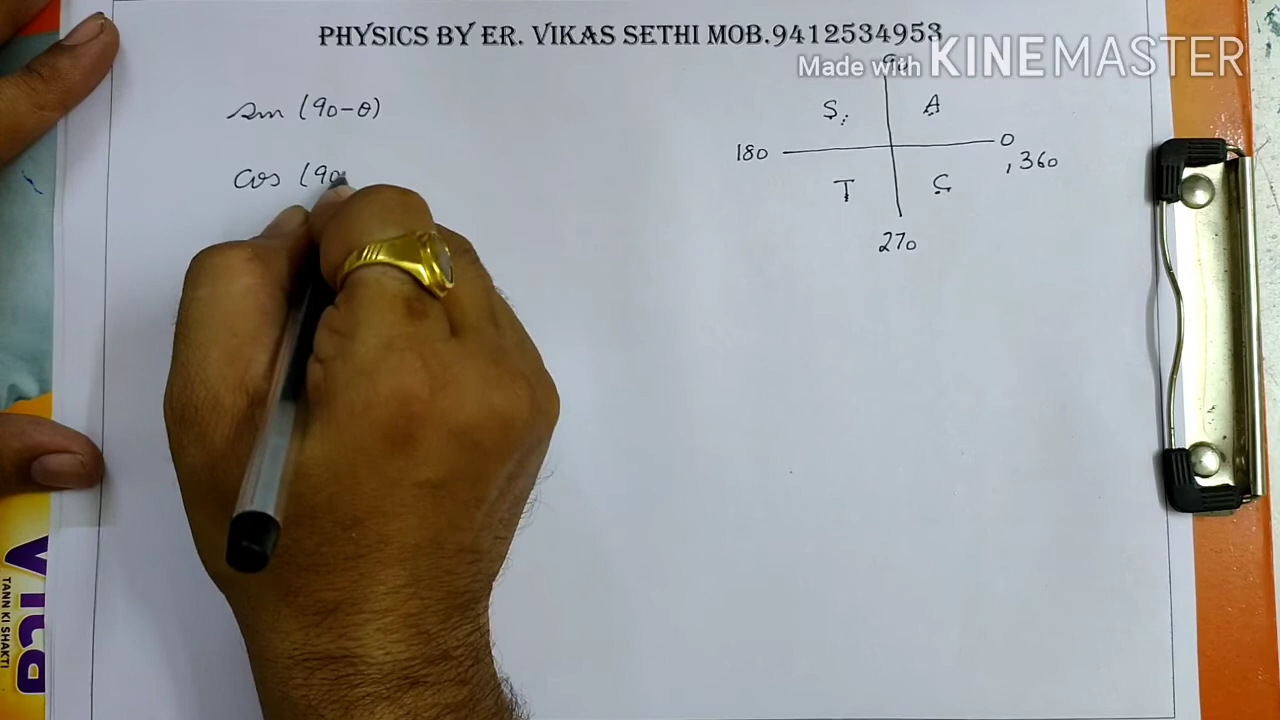 PHYSICS BY ER. VIKAS SETHI MOB.9412534953
Made with KINEMASTER
90
sin (90-θ)
S A
180
0
, 360
cos (90
T C
270
Vita
TANN KI SHAKTI